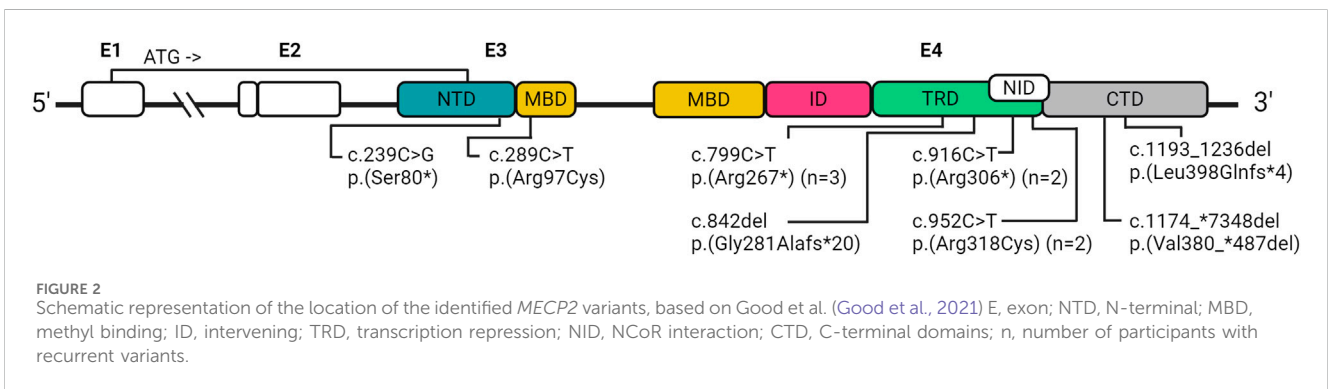 E1 E2 E3 E4
ATG ->
5' NTD MBD MBD ID TRD NID CTD 3'
c.239C>G
p.(Ser80*)
c.289C>T
p.(Arg97Cys)
c.799C>T
p.(Arg267*) (n=3)
c.842del
p.(Gly281Alafs*20)
c.916C>T
p.(Arg306*) (n=2)
c.952C>T
p.(Arg318Cys) (n=2)
c.1193_1236del
p.(Leu398Glnfs*4)
c.1174_*7348del
p.(Val380_*487del)
FIGURE 2
Schematic representation of the location of the identified MECP2 variants, based on Good et al. (Good et al., 2021) E, exon; NTD, N-terminal; MBD,
methyl binding; ID, intervening; TRD, transcription repression; NID, NCoR interaction; CTD, C-terminal domains; n, number of participants with
recurrent variants.